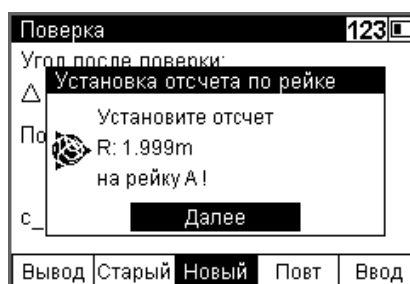 Поверка 123
Угол после поверки:
Установка отсчета по рейке
Установите отсчет
По
R: 1.999m
на рейку А!
с_
Далее
Вывод Старый Новый Повт Ввод